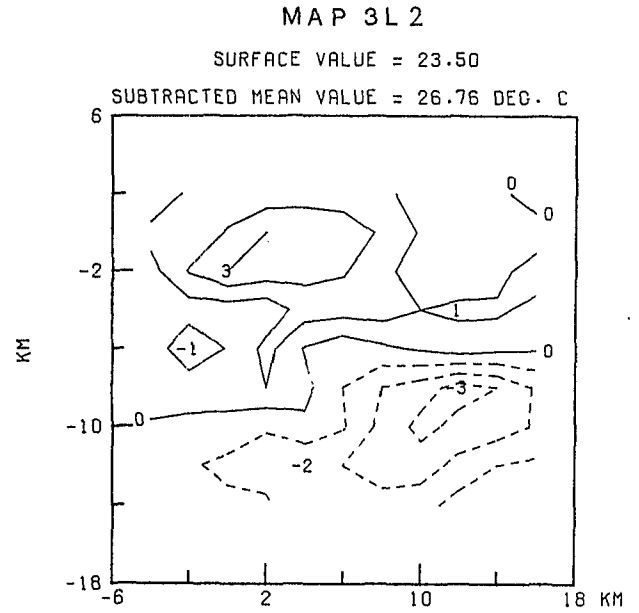 MAP 3L2
SURFACE VALUE = 23.50
SUBTRACTED MEAN VALUE = 26.76 DEG. C
6
0
0
-2
3
1
KM
-1
0
-3
-10
0
-2
-18
-6 2 10 18 KM